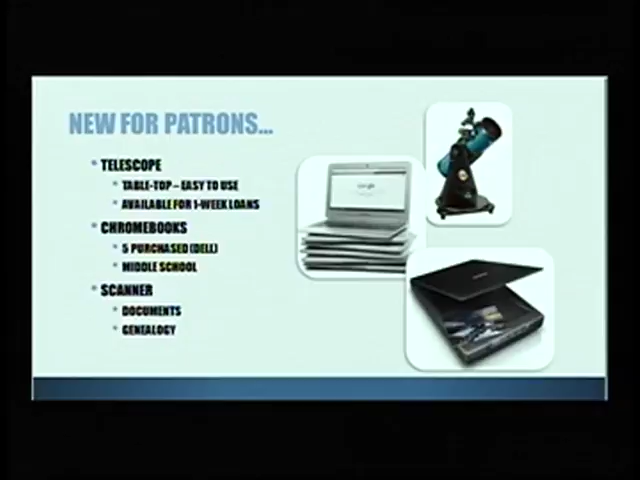 NEW FOR PATRONS...
• TELESCOPE
• TABLE-TOP – EASY TO USE
• AVAILABLE FOR 1-WEEK LOANS
• CHROMEBOOKS
• 5 PURCHASED (DELL)
• MIDDLE SCHOOL
• SCANNER
• DOCUMENTS
• GENEALOGY
Google